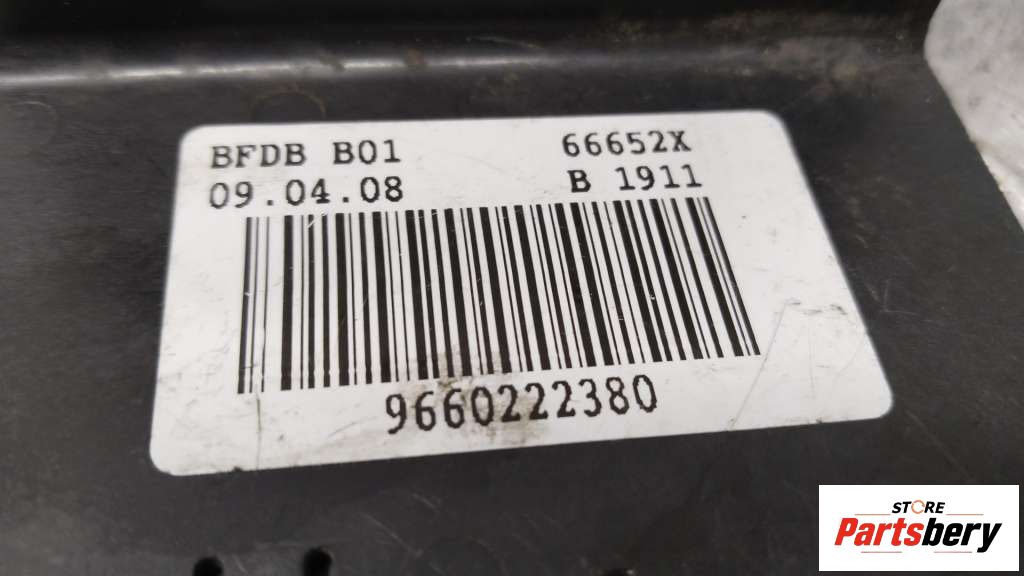 BFDB B01 66652X
09.04.08 B 1911
9660222380
STORE
Partsbery